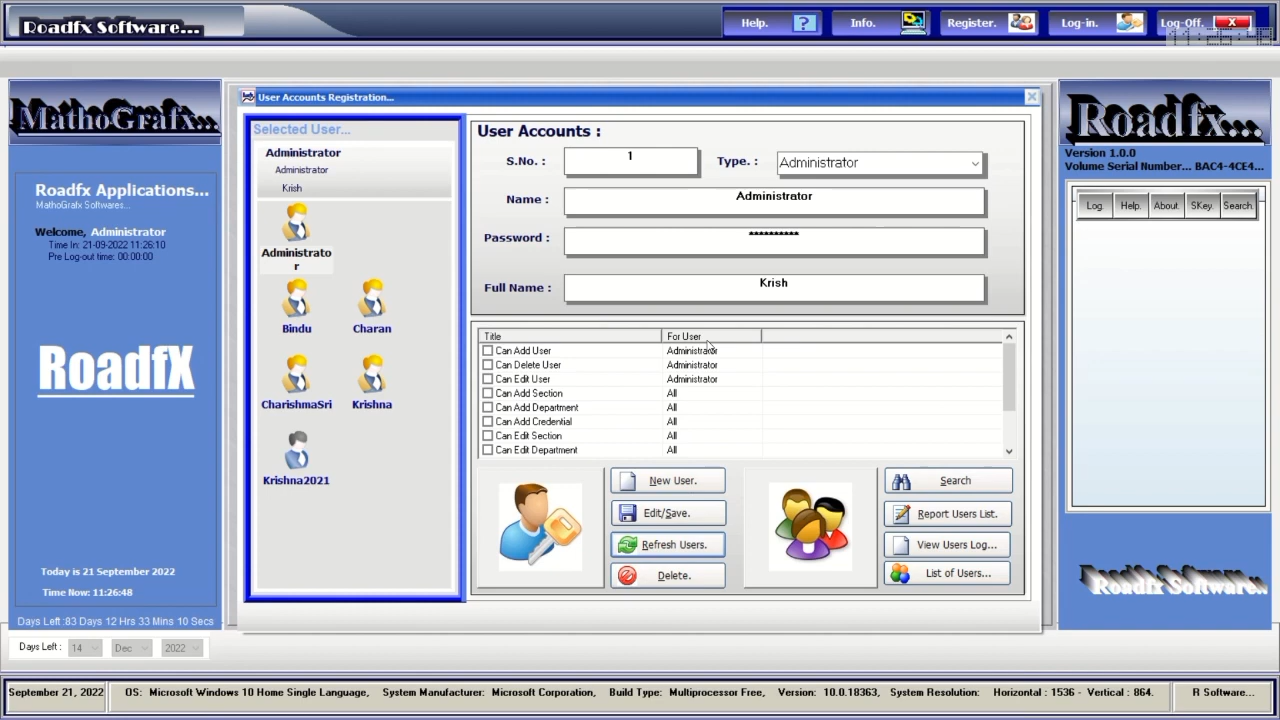 Roadfx Software...
Help.
Info.
Register.
Log-in.
Log-Off.
MathoGrafx...
Roadfx Applications...
MathoGrafx Softwares...
Welcome, Administrator
Time In: 21-09-2022 11:26:10
Pre Log-out time: 00:00:00
RoadfX
Today is 21 September 2022
Time Now: 11:26:48
Days Left :83 Days 12 Hrs 33 Mins 10 Secs
Days Left : 14 Dec 2022
User Accounts Registration...
Selected User...
Administrator
Administrator
Krish
Administrato
r
Bindu
Charan
CharishmaSri
Krishna
Krishna2021
User Accounts :
S.No. : 1
Type. : Administrator
Name : Administrator
Password : **********
Full Name : Krish
Title For User
Can Add User Administrator
Can Delete User Administrator
Can Edit User Administrator
Can Add Section All
Can Add Department All
Can Add Credential All
Can Edit Section All
Can Edit Department All
New User.
Edit/Save.
Refresh Users.
Delete.
Search
Report Users List.
View Users Log...
List of Users...
Roadfx...
Version 1.0.0
Volume Serial Number... BAC4-4CE4...
Log.
Help.
About.
SKey.
Search.
Roadfx Software..
September 21, 2022
OS: Microsoft Windows 10 Home Single Language, System Manufacturer: Microsoft Corporation, Build Type: Multiprocessor Free, Version: 10.0.18363, System Resolution: Horizontal : 1536 - Vertical : 864.
R Software...